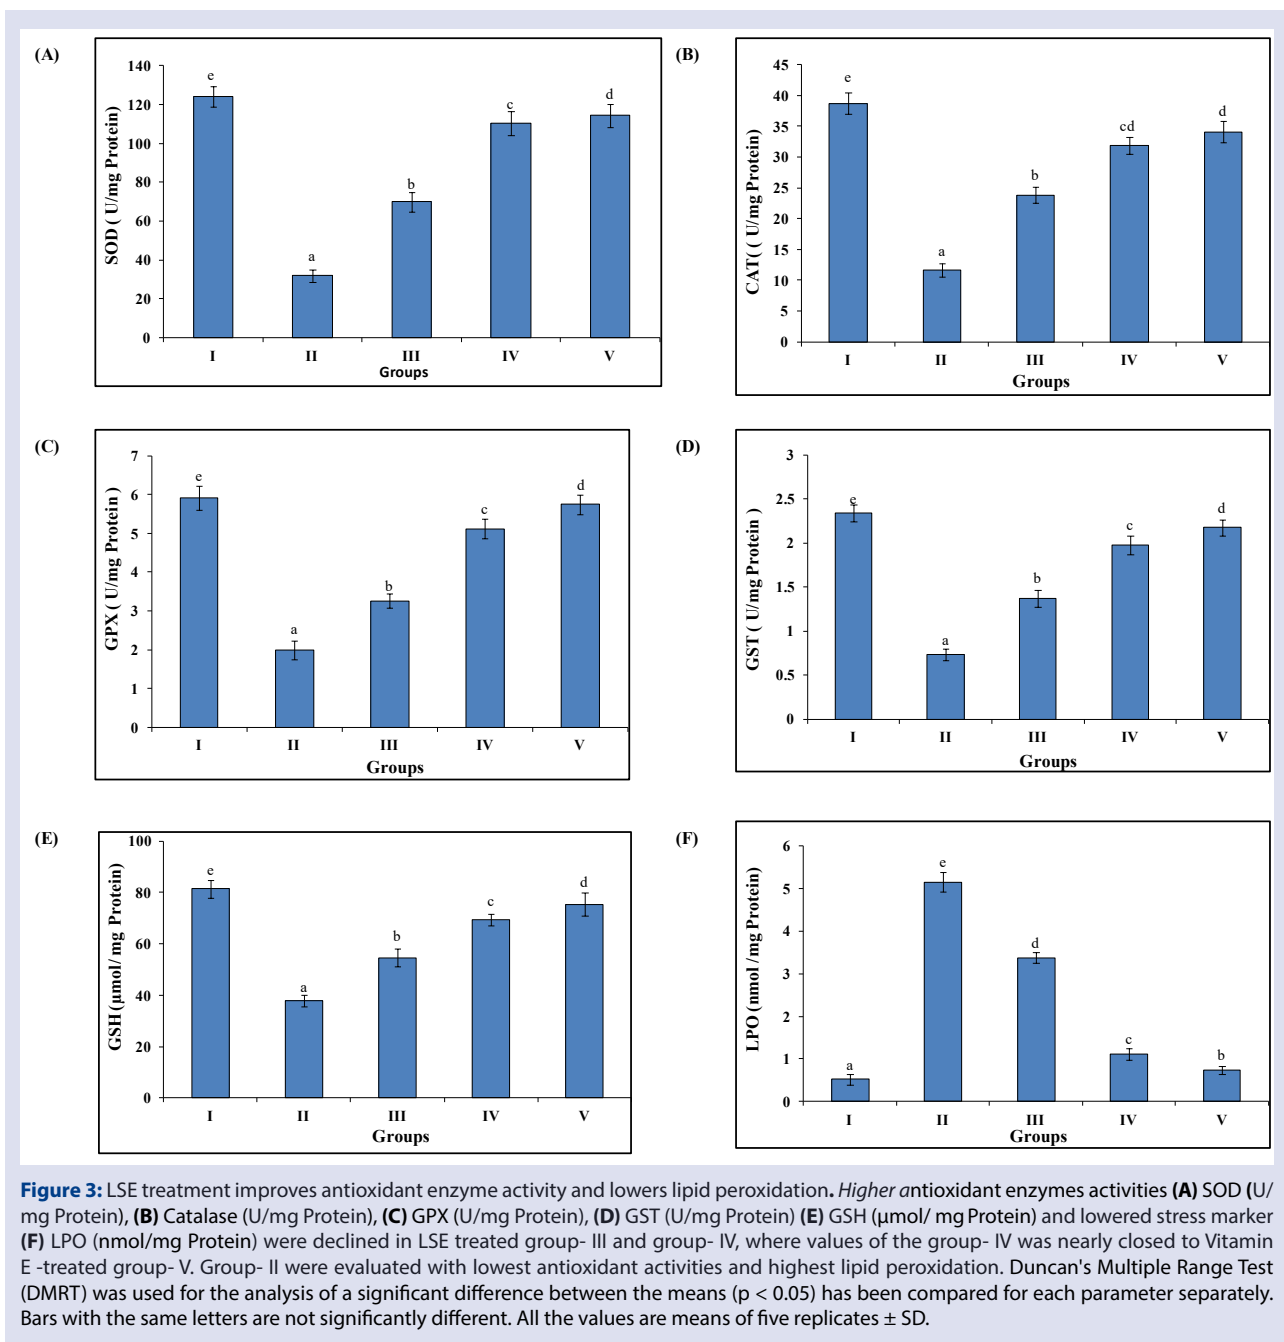 (A)
140
120
100
80
60
40
20
0
SOD ( U/mg Protein)
e
a
b
c
d
I II III IV V
Groups
(B)
45
40
35
30
25
20
15
10
5
0
CAT( ( U/mg Protein)
e
a
b
cd
d
I II III IV V
Groups
(C)
7
6
5
4
3
2
1
0
GPX ( U/mg Protein )
e
a
b
c
d
I II III IV V
Groups
(D)
3
2.5
2
1.5
1
0.5
0
GST ( U/mg Protein )
e
a
b
c
d
I II III IV V
Groups
(E)
100
80
60
40
20
0
GSH (µmol/ mg Protein)
e
a
b
c
d
I II III IV V
Groups
(F)
6
5
4
3
2
1
0
LPO (nmol /mg Protein)
a
e
d
c
b
I II III IV V
Groups
Figure 3: LSE treatment improves antioxidant enzyme activity and lowers lipid peroxidation. Higher antioxidant enzymes activities (A) SOD (U/
mg Protein), (B) Catalase (U/mg Protein), (C) GPX (U/mg Protein), (D) GST (U/mg Protein) (E) GSH (µmol/ mg Protein) and lowered stress marker
(F) LPO (nmol/mg Protein) were declined in LSE treated group- III and group- IV, where values of the group- IV was nearly closed to Vitamin
E -treated group- V. Group- II were evaluated with lowest antioxidant activities and highest lipid peroxidation. Duncan's Multiple Range Test
(DMRT) was used for the analysis of a significant difference between the means (p < 0.05) has been compared for each parameter separately.
Bars with the same letters are not significantly different. All the values are means of five replicates ± SD.